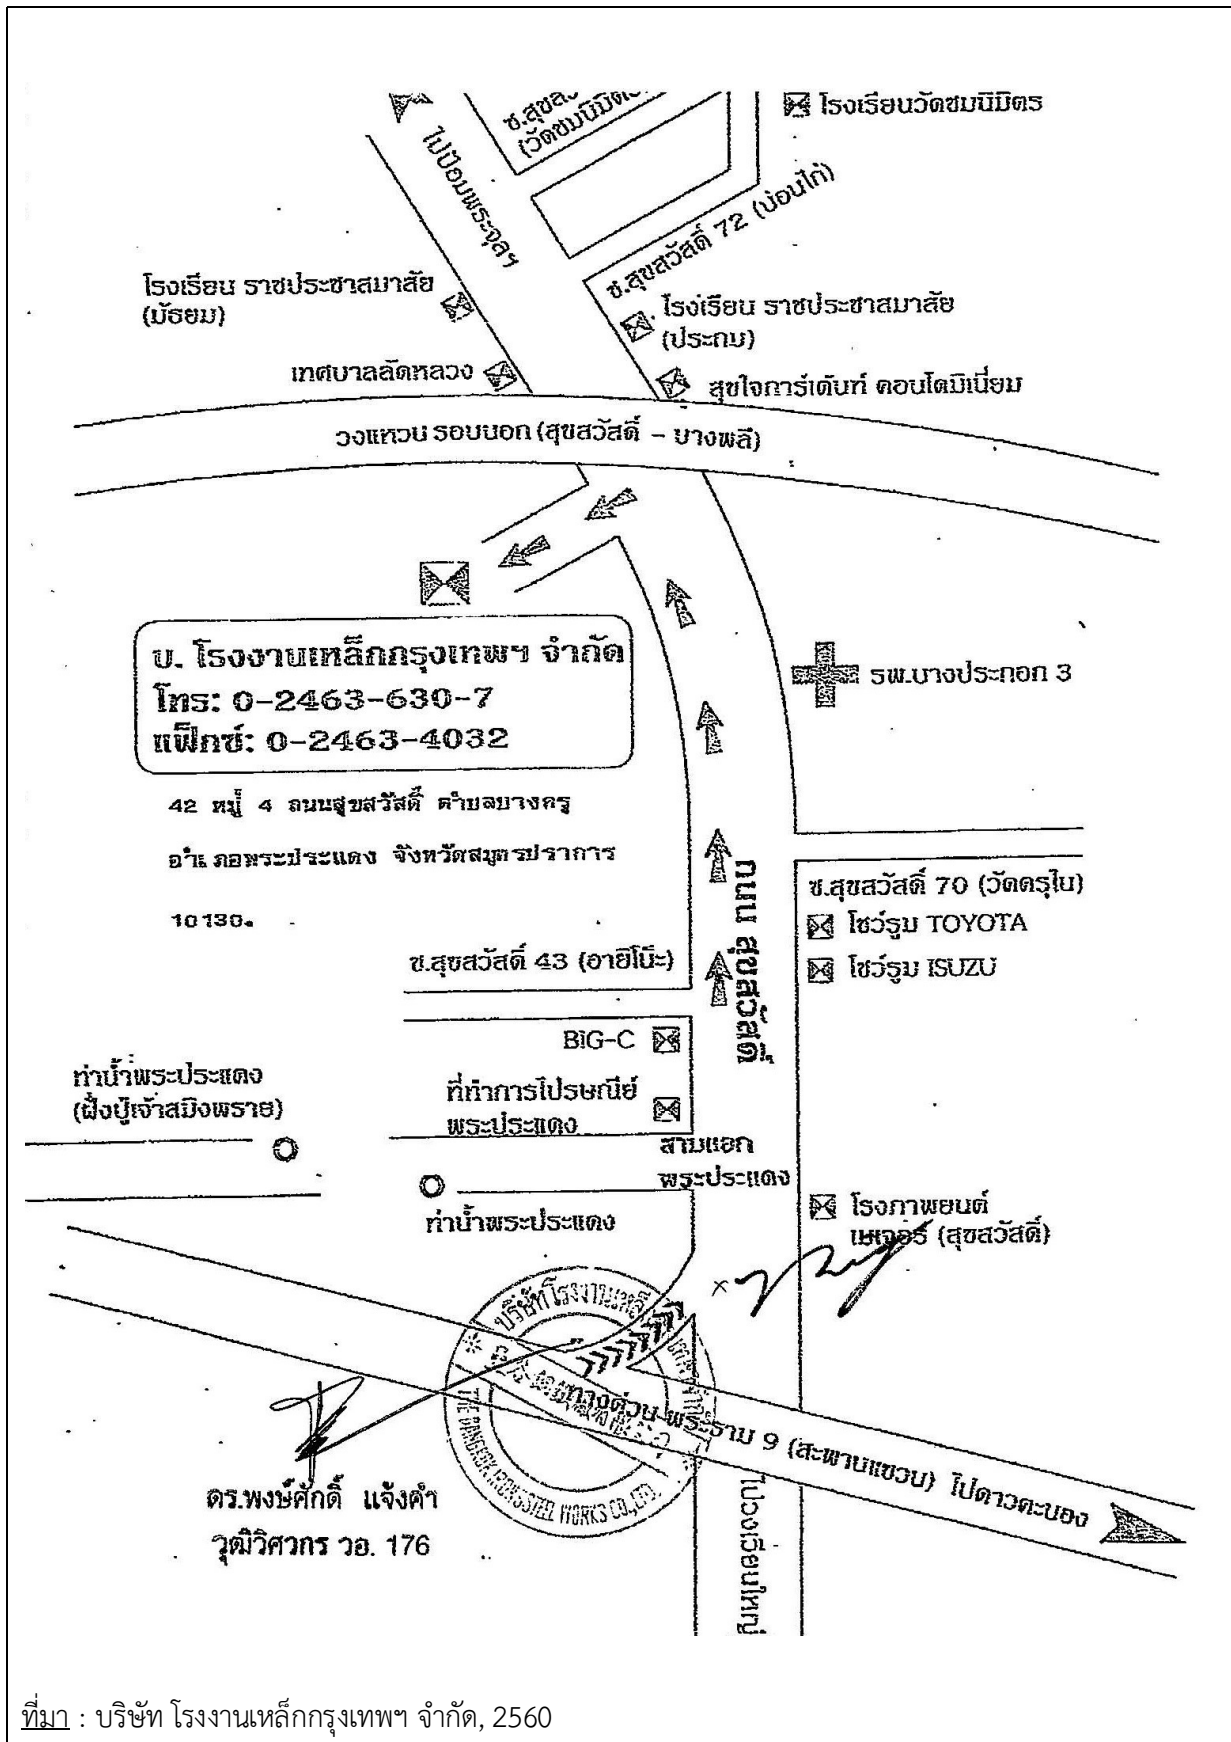 โรงเรียนวัดชมนิมิตร
ซ.สุขส
(วัดชมนิมิต
ไปป้อมพระจุลฯ
ซ.สุขสวัสดิ์ 72 (บ่อนไก่)
โรงเรียน ราชประชาสมาสัย
(มัธยม)
โรงเรียน ราชประชาสมาสัย
(ประถม)
เทศบาลลัดหลวง
สุขใจการ์เด้นท์ คอนโดมิเนี่ยม
วงแหวน รอบนอก (สุขสวัสดิ์ - บางพลี)
บ. โรงงานเหล็กกรุงเทพฯ จำกัด
โทร: 0-2463-630-7
แฟ็กซ์: 0-2463-4032
รพ.บางประกอก 3
42 หมู่ 4 ถนนสุขสวัสดิ์ ตำบลบางครุ
อำเภอพระประแดง จังหวัดสมุทรปราการ
10130.
ถนน สุขสวัสดิ์
ซ.สุขสวัสดิ์ 70 (วัดครุใน)
โชว์รูม TOYOTA
โชว์รูม ISUZU
ซ.สุขสวัสดิ์ 43 (อายิโน๊ะ)
BiG-C
ที่ทำการไปรษณีย์
พระประแดง
ท่าน้ำพระประแดง
(ฝั่งปู่เจ้าสมิงพราย)
สามแยก
พระประแดง
ท่าน้ำพระประแดง
โรงภาพยนต์
เมเจอร์ (สุขสวัสดิ์)
บริษัทโรงงานเหล็
THE BANGKOK IRON & STEEL WORKS CO.,LTD.
ทางด่วน พระราม 9 (สะพานแขวน) ไปดาวคะนอง
ไปวงเวียนใหญ่
ดร.พงษ์ศักดิ์ แจ้งคำ
วุฒิวิศวกร วอ. 176
ที่มา : บริษัท โรงงานเหล็กกรุงเทพฯ จำกัด, 2560